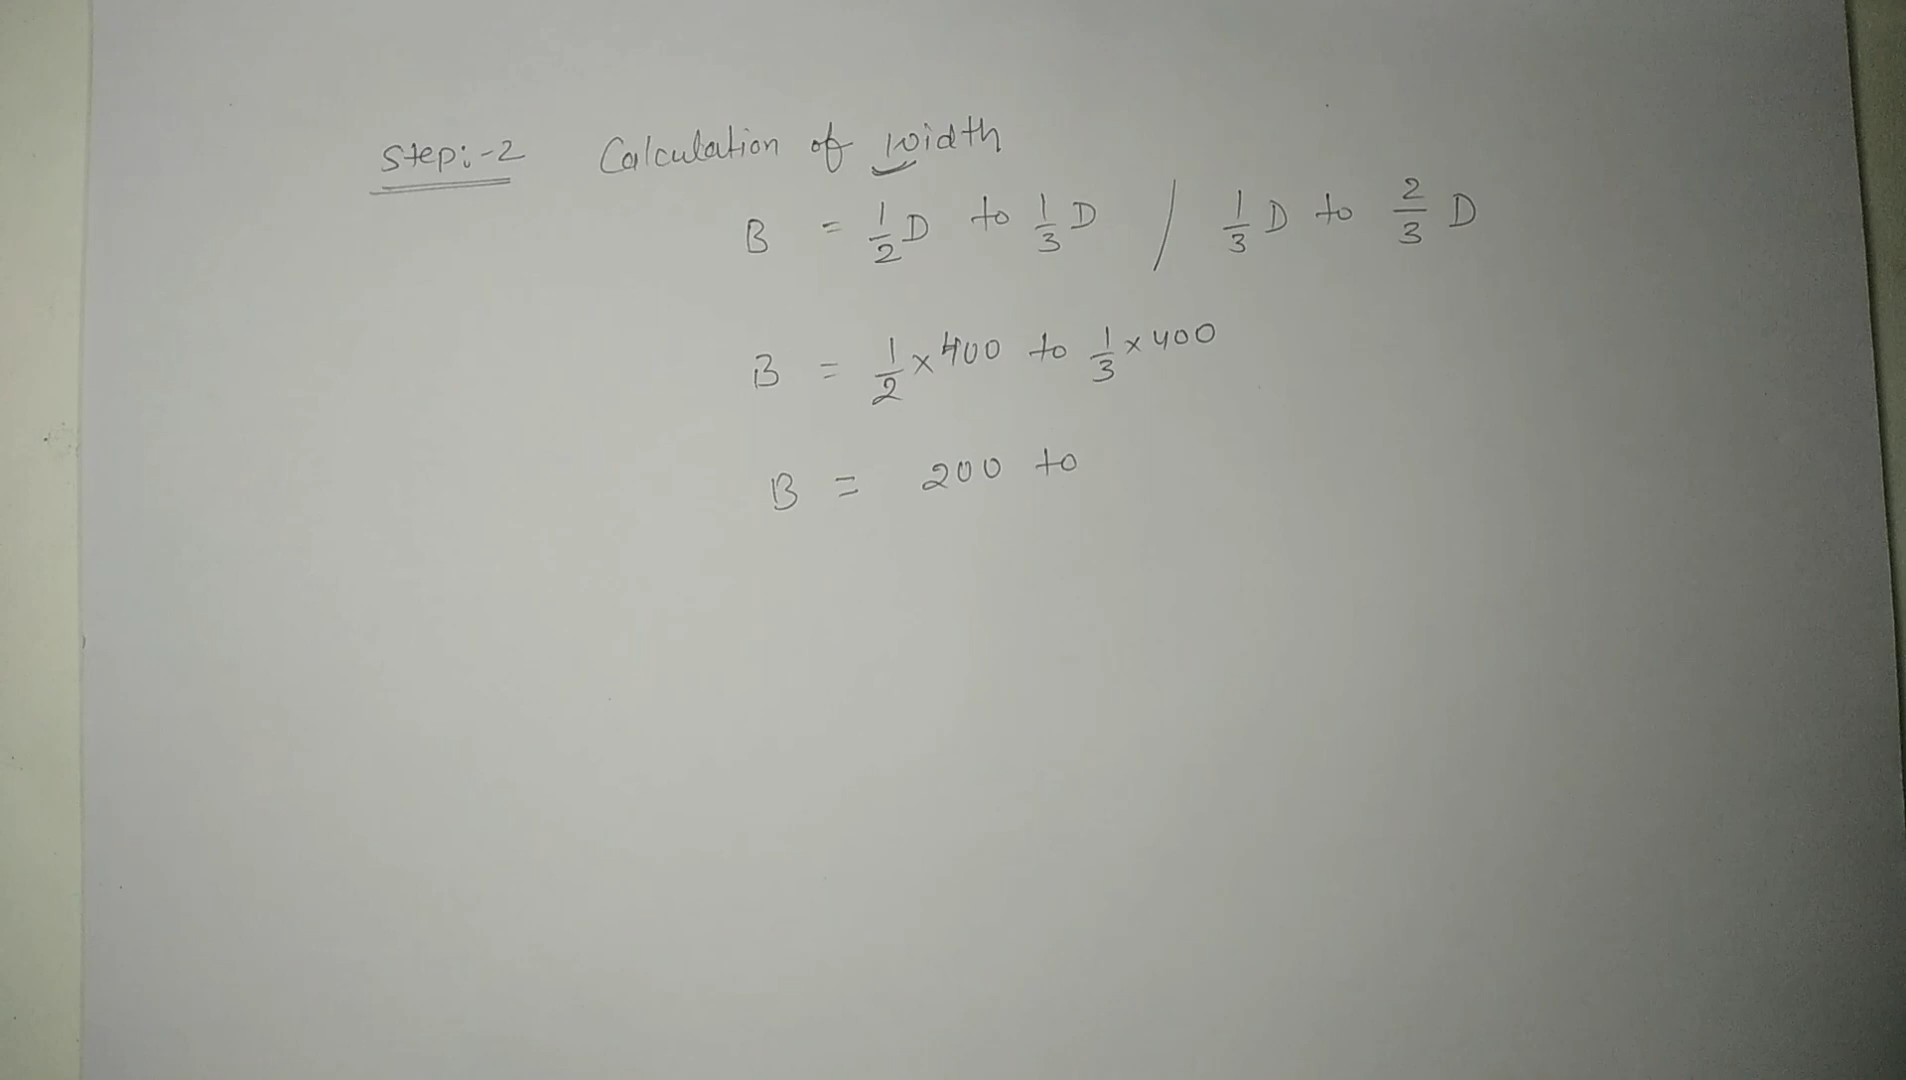 Step:-2 Calculation of width
B = 1/2 D to 1/3 D / 1/3 D to 2/3 D
B = 1/2 × 400 to 1/3 × 400
B = 200 to